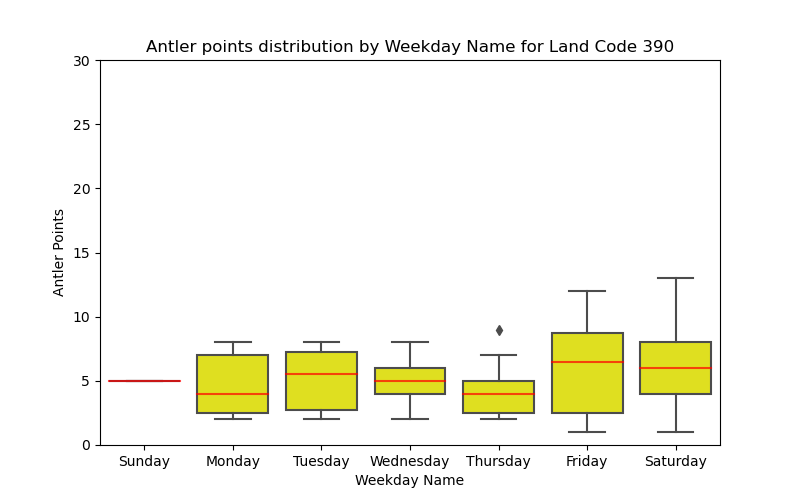 Antler points distribution by Weekday Name for Land Code 390
30
25
20
15
10
5
0
Antler Points
Sunday Monday Tuesday Wednesday Thursday Friday Saturday
Weekday Name